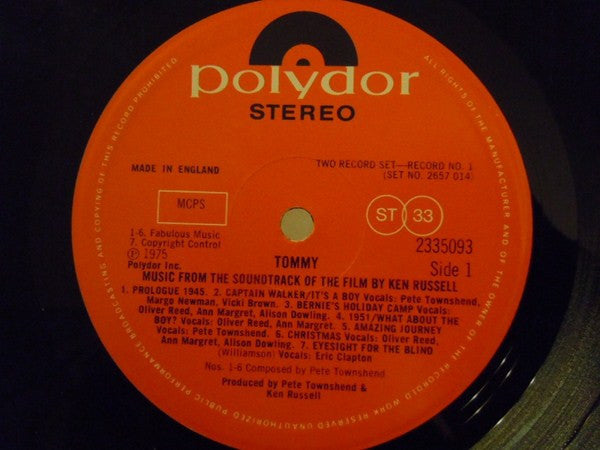 polydor
STEREO
MADE IN ENGLAND
TWO RECORD SET—RECORD NO. 1
(SET NO. 2657 014)
MCPS
ST 33
1-6. Fabulous Music
7. Copyright Control
Ⓟ 1975
Polydor Inc.
2335093
Side 1
TOMMY
MUSIC FROM THE SOUNDTRACK OF THE FILM BY KEN RUSSELL
1. PROLOGUE 1945. 2. CAPTAIN WALKER/IT'S A BOY Vocals: Pete Townshend,
Margo Newman, Vicki Brown. 3. BERNIE'S HOLIDAY CAMP Vocals:
Oliver Reed, Ann Margret, Alison Dowling. 4. 1951/WHAT ABOUT THE
BOY? Vocals: Oliver Reed, Ann Margret. 5. AMAZING JOURNEY
Vocals: Pete Townshend. 6. CHRISTMAS Vocals: Oliver Reed,
Ann Margret, Alison Dowling. 7. EYESIGHT FOR THE BLIND
(Williamson) Vocals: Eric Clapton
Nos. 1-6 Composed by Pete Townshend
Produced by Pete Townshend &
Ken Russell
ALL RIGHTS OF THE MANUFACTURER AND OF THE OWNER OF THE RECORDED WORK RESERVED UNAUTHORIZED PUBLIC PERFORMANCE BROADCASTING AND COPYING OF THIS RECORD PROHIBITED